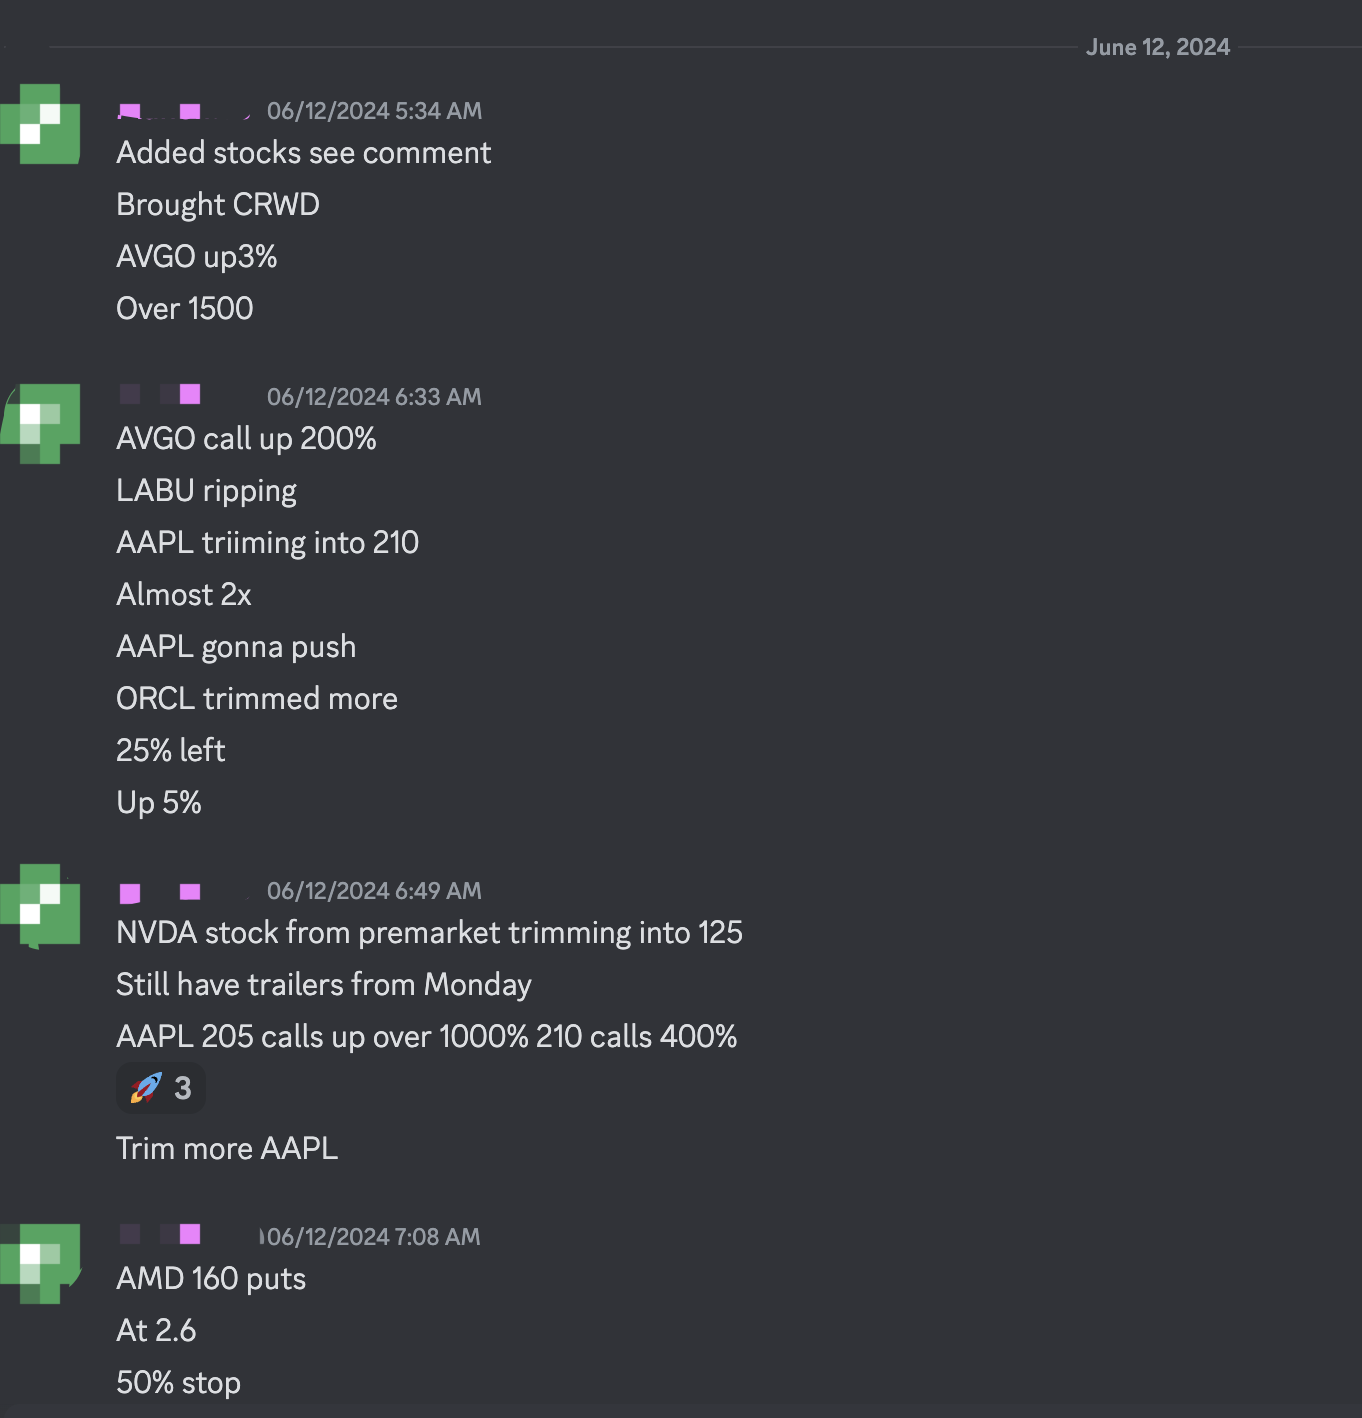 June 12, 2024
06/12/2024 5:34 AM
Added stocks see comment
Brought CRWD
AVGO up3%
Over 1500
06/12/2024 6:33 AM
AVGO call up 200%
LABU ripping
AAPL triiming into 210
Almost 2x
AAPL gonna push
ORCL trimmed more
25% left
Up 5%
06/12/2024 6:49 AM
NVDA stock from premarket trimming into 125
Still have trailers from Monday
AAPL 205 calls up over 1000% 210 calls 400%
🚀 3
Trim more AAPL
06/12/2024 7:08 AM
AMD 160 puts
At 2.6
50% stop